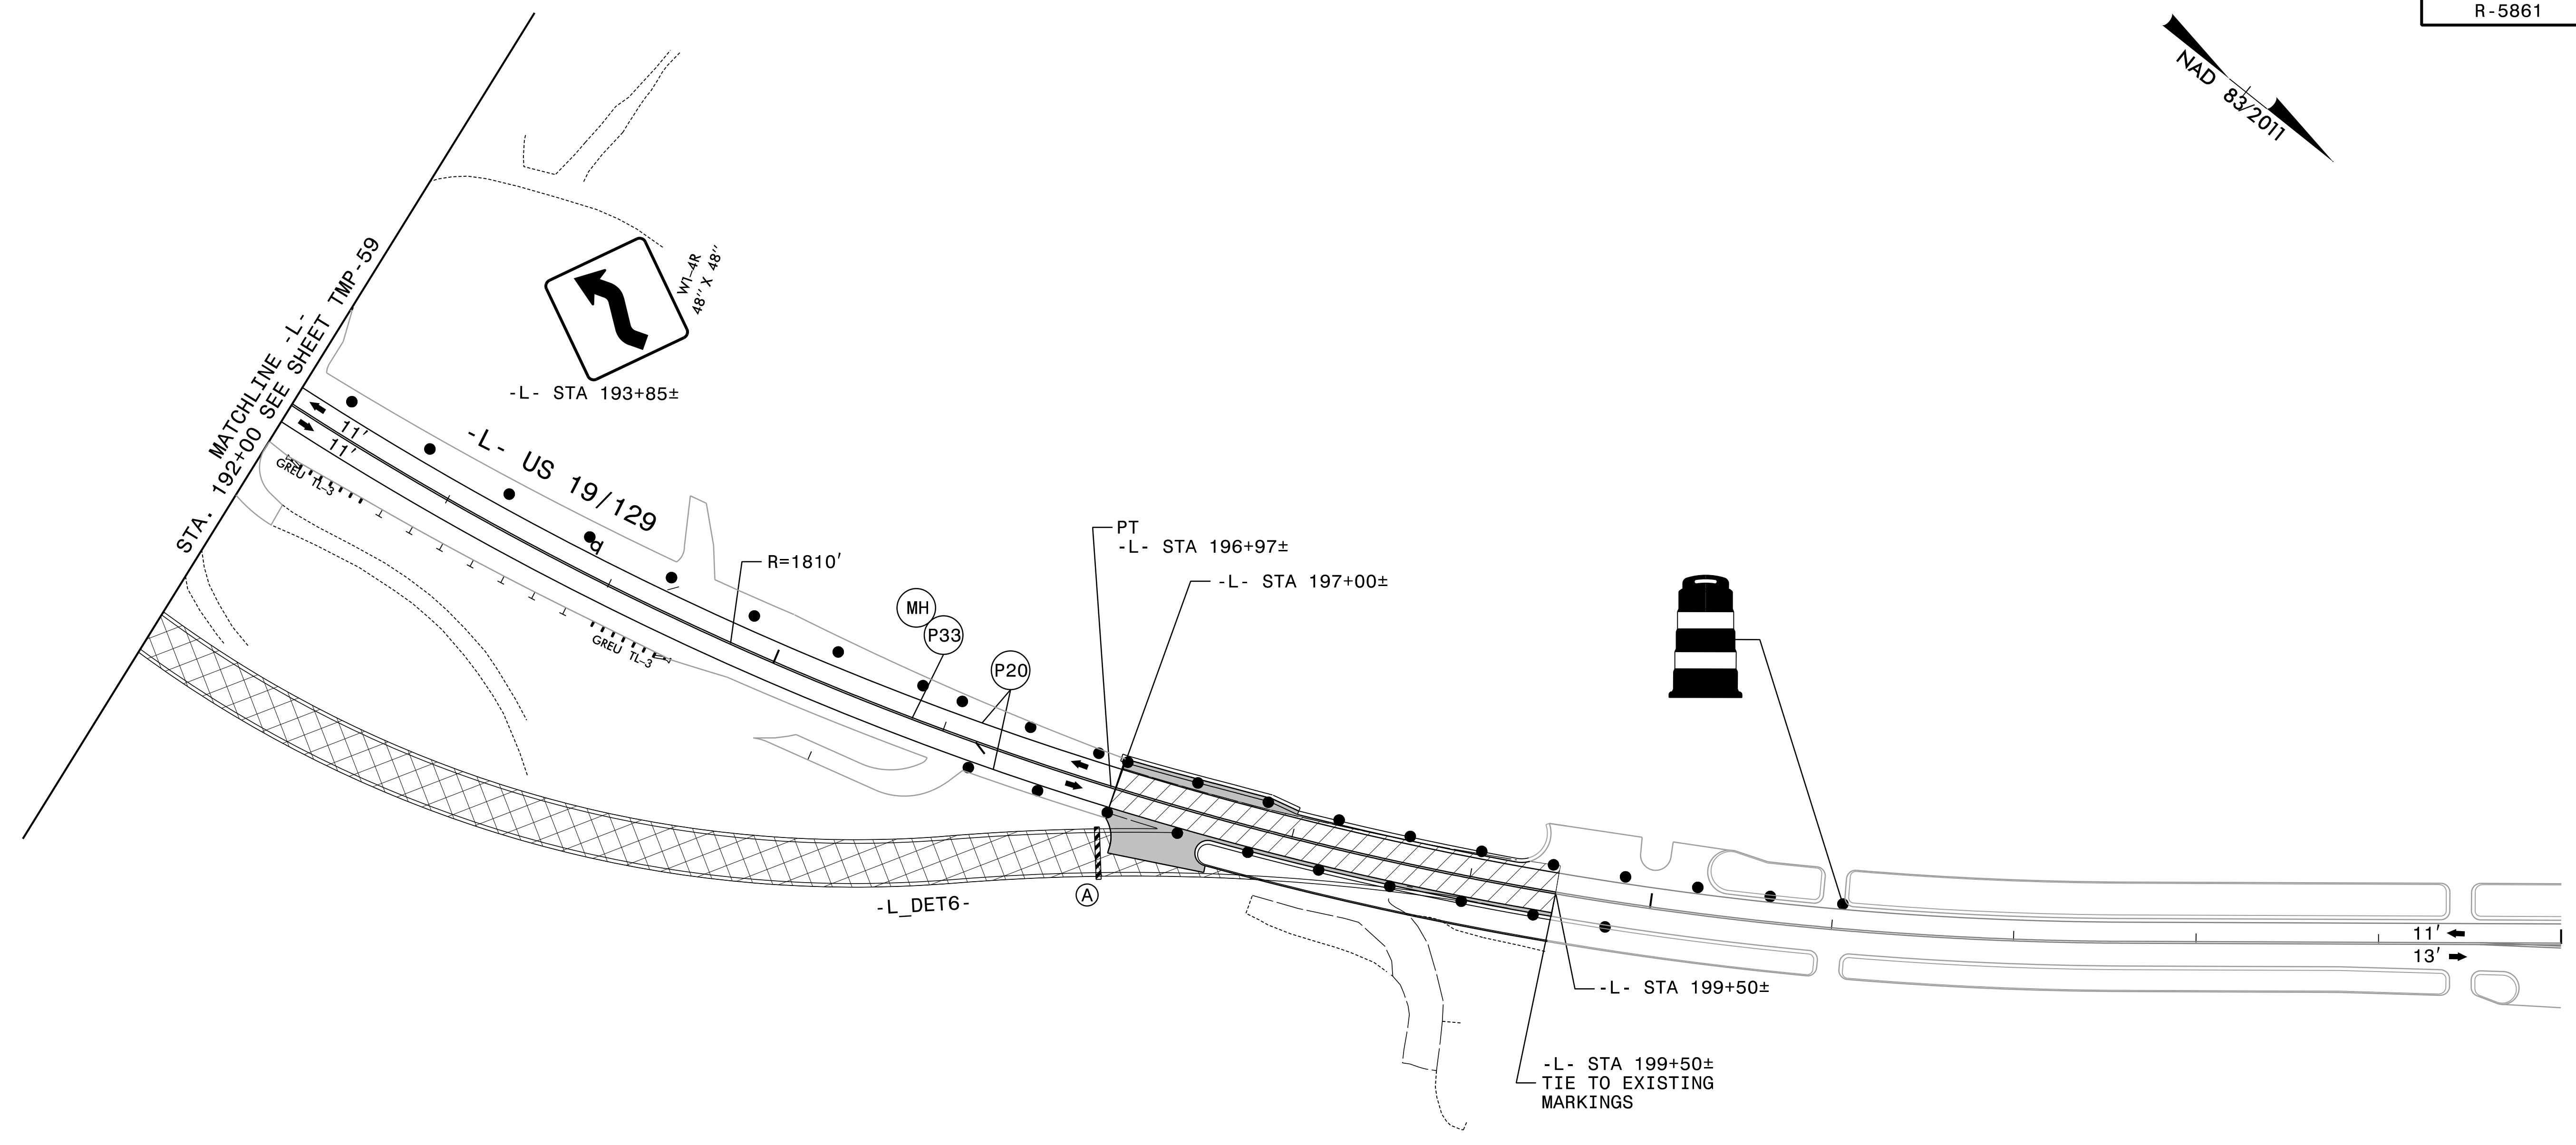 R-5861
NAD 83/2011
MATCHLINE -L-
STA. 192+00 SEE SHEET TMP-59
W1-4R
48" X 48"
-L- STA 193+85±
11'
11'
-L- US 19/129
GREU TL-3
R=1810'
GREU TL-3
MH
P33
P20
PT
-L- STA 196+97±
-L- STA 197+00±
A
-L_DET6-
11'
13'
-L- STA 199+50±
-L- STA 199+50±
TIE TO EXISTING
MARKINGS